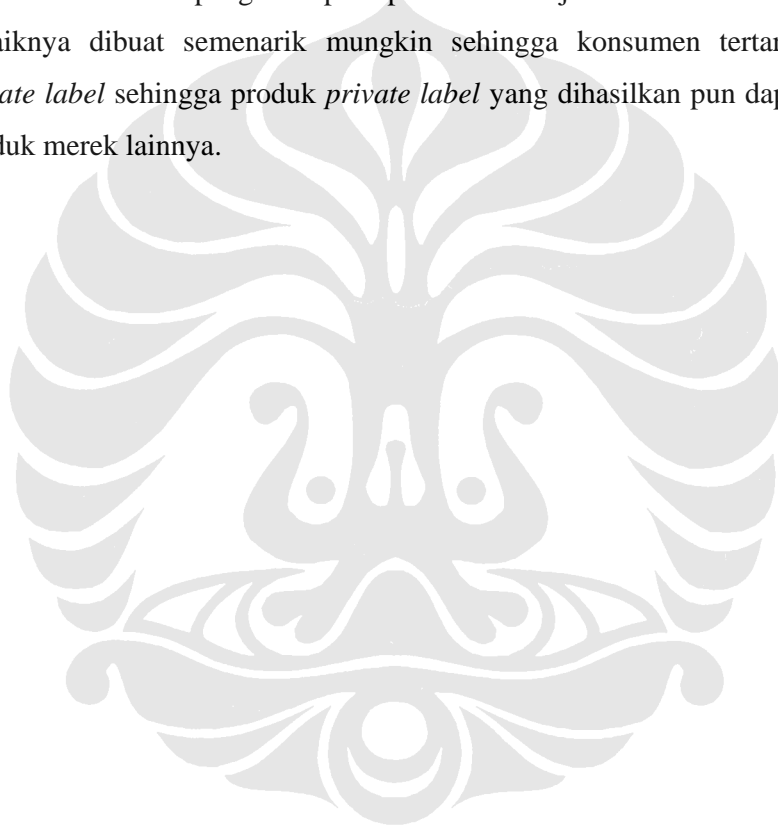 aiknya dibuat semenarik mungkin sehingga konsumen tertar
ate label sehingga produk private label yang dihasilkan pun dap
duk merek lainnya.